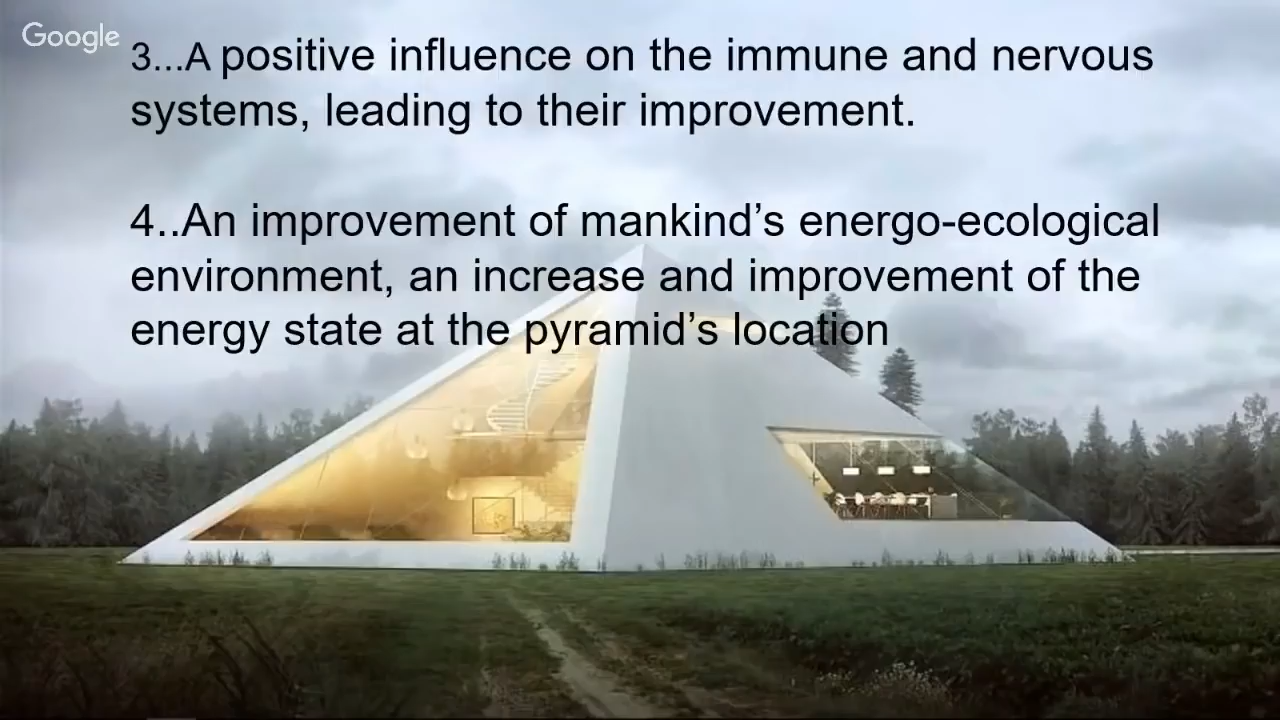 Google
3...A positive influence on the immune and nervous
systems, leading to their improvement.
4..An improvement of mankind’s energo-ecological
environment, an increase and improvement of the
energy state at the pyramid’s location